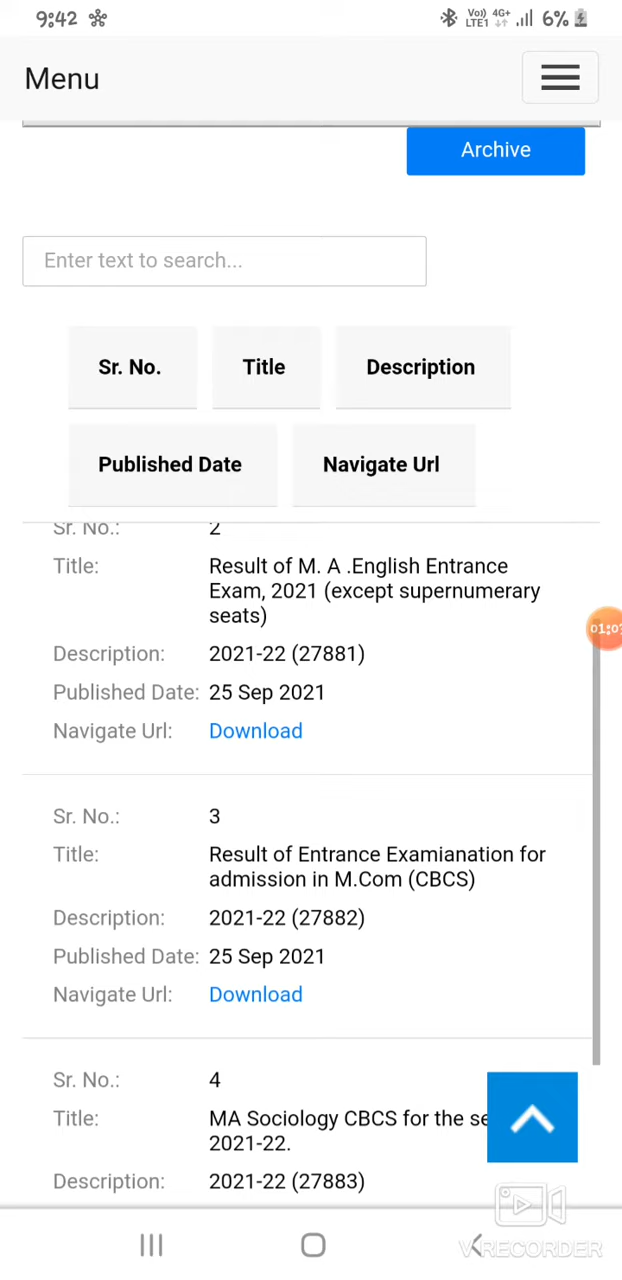 9:42
Vo)) 4G+
LTE1
6%
Menu
Archive
Enter text to search...
Sr. No. Title Description
Published Date Navigate Url
Sr. No.: 2
Title: Result of M. A .English Entrance
Exam, 2021 (except supernumerary
seats)
Description: 2021-22 (27881)
Published Date: 25 Sep 2021
Navigate Url: Download
Sr. No.: 3
Title: Result of Entrance Examianation for
admission in M.Com (CBCS)
Description: 2021-22 (27882)
Published Date: 25 Sep 2021
Navigate Url: Download
Sr. No.: 4
Title: MA Sociology CBCS for the se
2021-22.
Description: 2021-22 (27883)
V RECORDER